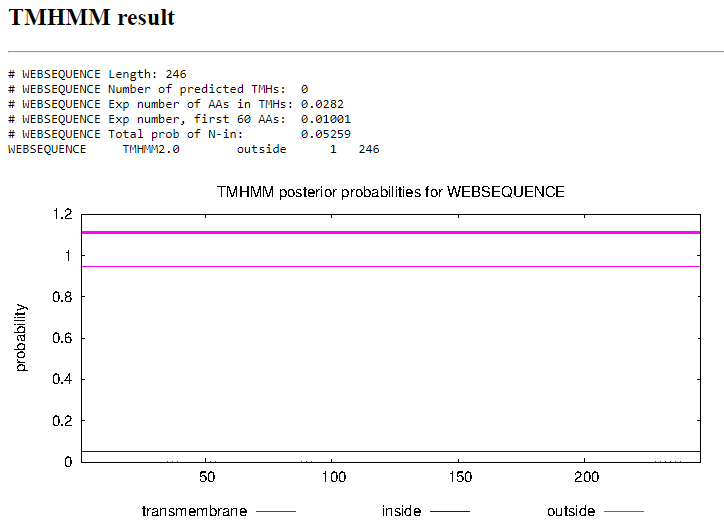 TMHMM result
# WEBSEQUENCE Length: 246
# WEBSEQUENCE Number of predicted TMHs:  0
# WEBSEQUENCE Exp number of AAs in TMHs: 0.0282
# WEBSEQUENCE Exp number, first 60 AAs:  0.01001
# WEBSEQUENCE Total prob of N-in:        0.05259
WEBSEQUENCE     TMHMM2.0        outside      1   246
TMHMM posterior probabilities for WEBSEQUENCE
1.2
1
0.8
0.6
0.4
0.2
0
probability
50 100 150 200
transmembrane inside outside